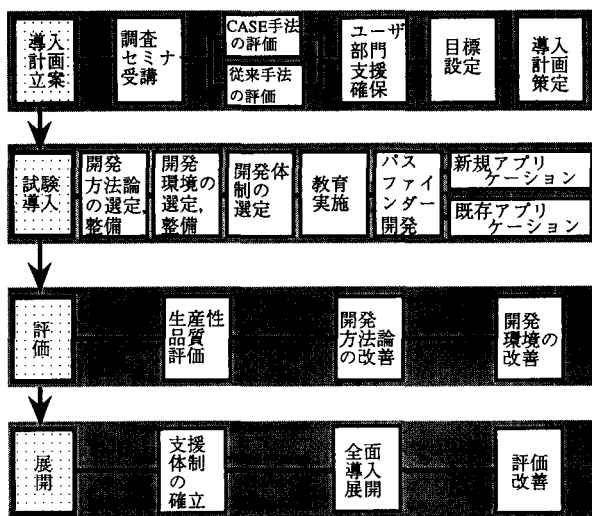 導入
計画
立案
調査
セミナー
受講
CASE手法
の評価
従来手法
の評価
ユーザ
部門
支援
確保
目標
設定
導入
計画
策定
試験
導入
開発
方法論
の選定,
整備
開発
環境の
選定,
整備
開発体
制の
選定
教育
実施
パス
ファイ
ンダー
開発
新規アプリ
ケーション
既存アプリ
ケーション
評価
生産性
品質
評価
開発
方法論
の改善
開発
環境の
改善
展開
支援
体制
の
確立
全面
導入
展開
評価
改善